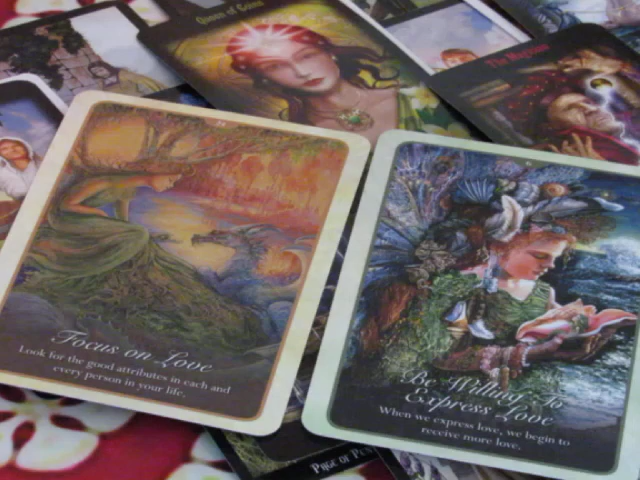 Queen of Coins
The Magician
Focus on Love
Look for the good attributes in each and
every person in your life.
Be Willing To
Express Love
When we express love, we begin to
receive more love.
Page of